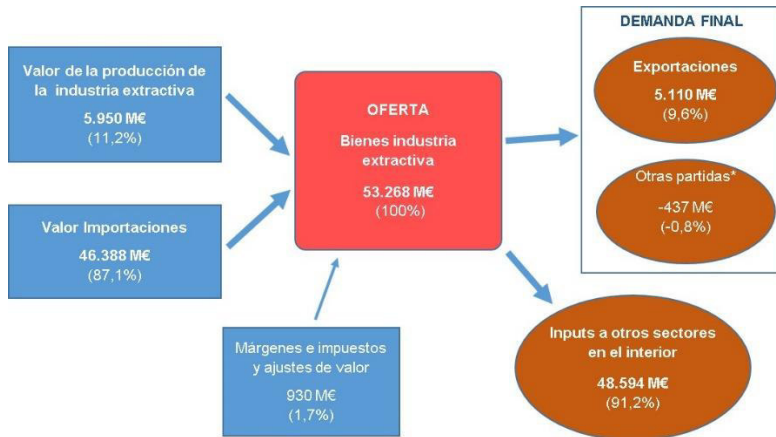 Valor de la producción de
la industria extractiva
5.950 M€
(11,2%)
Valor Importaciones
46.388 M€
(87,1%)
Márgenes e impuestos
y ajustes de valor
930 M€
(1,7%)
OFERTA
Bienes industria
extractiva
53.268 M€
(100%)
DEMANDA FINAL
Exportaciones
5.110 M€
(9,6%)
Otras partidas*
-437 M€
(-0,8%)
Inputs a otros sectores
en el interior
48.594 M€
(91,2%)